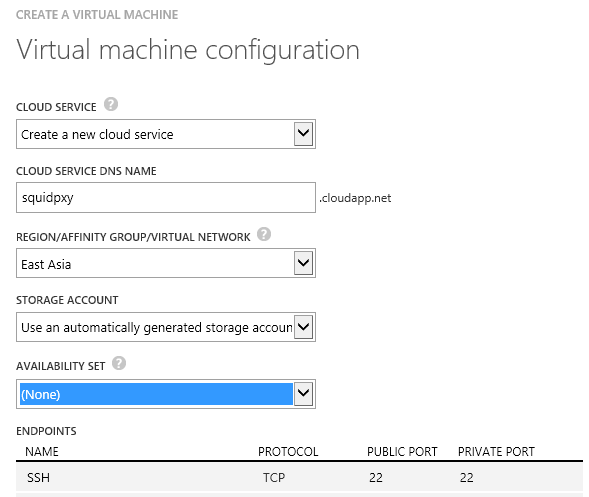 CREATE A VIRTUAL MACHINE
Virtual machine configuration
CLOUD SERVICE ?
Create a new cloud service
CLOUD SERVICE DNS NAME
squidpxy .cloudapp.net
REGION/AFFINITY GROUP/VIRTUAL NETWORK ?
East Asia
STORAGE ACCOUNT
Use an automatically generated storage accoun
AVAILABILITY SET ?
(None)
ENDPOINTS
NAME PROTOCOL PUBLIC PORT PRIVATE PORT
SSH TCP 22 22